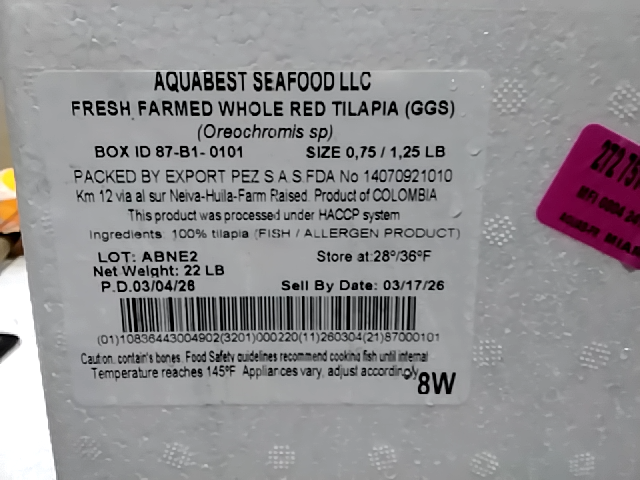 AQUABEST SEAFOOD LLC
FRESH FARMED WHOLE RED TILAPIA (GGS)
(Oreochromis sp)
BOX ID 87-B1- 0101 SIZE 0,75 / 1,25 LB
PACKED BY EXPORT PEZ S.A.S.FDA No 14070921010
Km 12 via al sur Neiva-Huila-Farm Raised. Product of COLOMBIA
This product was processed under HACCP system
Ingredients: 100% tilapia (FISH / ALLERGEN PRODUCT)
LOT: ABNE2 Store at:28º/36ºF
Net Weight: 22 LB
P.D.03/04/26 Sell By Date: 03/17/26
(01)10836443004902(3201)000220(11)260304(21)87000101
Caution, contain's bones. Food Safety guidelines recommend cooking fish until internal
Temperature reaches 145ºF Appliances vary, adjust accordingly.
8W
272